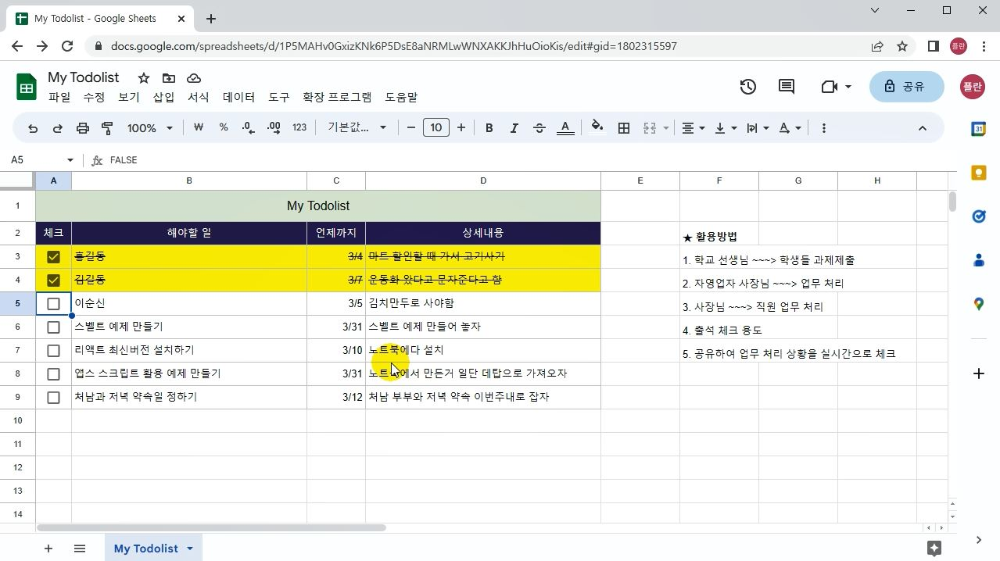 My Todolist - Google Sheets
docs.google.com/spreadsheets/d/1P5MAHv0GxizKNk6P5DsE8aNRMLwWNXAKKJhHuOioKis/edit#gid=1802315597
플란
My Todolist
파일 수정 보기 삽입 서식 데이터 도구 확장 프로그램 도움말
공유
플란
100% ₩ % .0 .00 123 기본값... 10 B I A
31
A5 fx FALSE
A B C D E F G H
1 My Todolist
2 체크 해야할 일 언제까지 상세내용 ★ 활용방법
3 홍길동 3/4 마트 할인할 때 가서 고기사기 1. 학교 선생님 ~~~> 학생들 과제제출
4 김길동 3/7 운동화 왔다고 문자준다고 함 2. 자영업자 사장님 ~~~> 업무 처리
5 이순신 3/5 김치만두로 사야함 3. 사장님 ~~~> 직원 업무 처리
6 스벨트 예제 만들기 3/31 스벨트 예제 만들어 놓자 4. 출석 체크 용도
7 리액트 최신버전 설치하기 3/10 노트북에다 설치 5. 공유하여 업무 처리 상황을 실시간으로 체크
8 앱스 스크립트 활용 예제 만들기 3/31 만든거 일단 데탑으로 가져오자
9 처남과 저녁 약속일 정하기 3/12 처남 부부와 저녁 약속 이번주내로 잡자
10
11
12
13
14
My Todolist